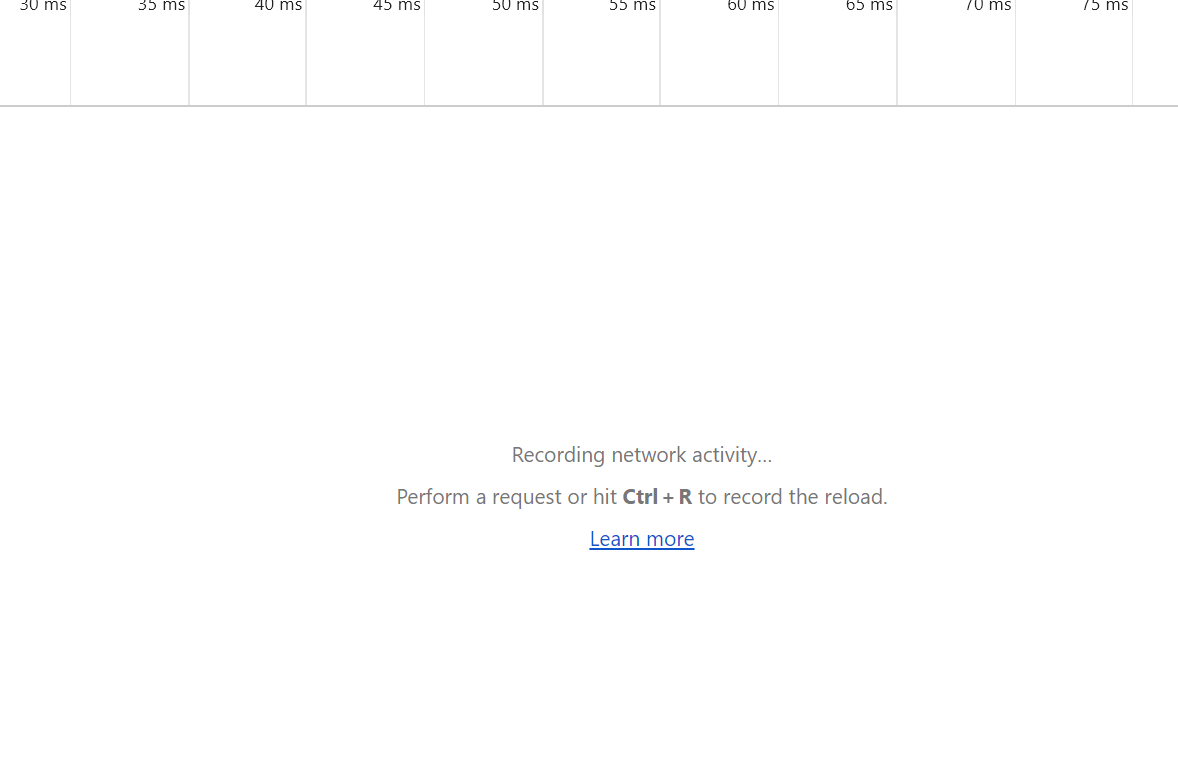 30 ms 35 ms 40 ms 45 ms 50 ms 55 ms 60 ms 65 ms 70 ms 75 ms
Recording network activity…
Perform a request or hit Ctrl + R to record the reload.
Learn more